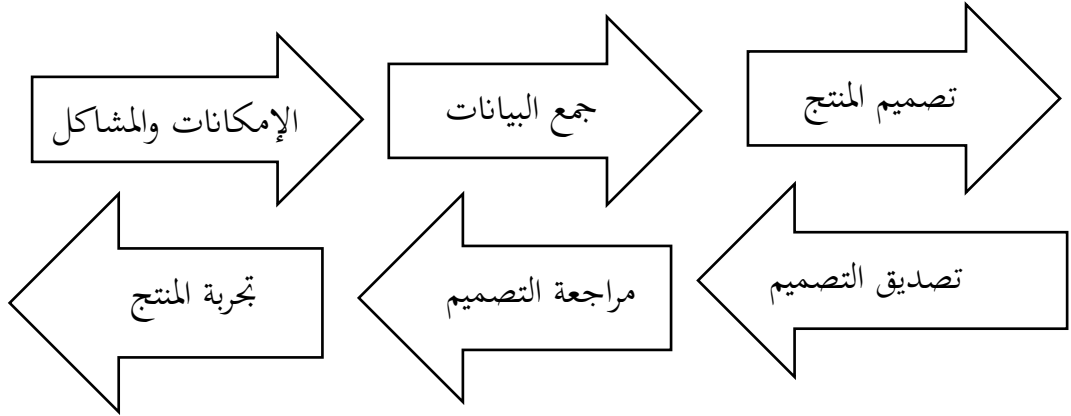 الإمكانات والمشاكل
جمع البيانات
تصميم المنتج
تصديق التصميم
مراجعة التصميم
تجربة المنتج